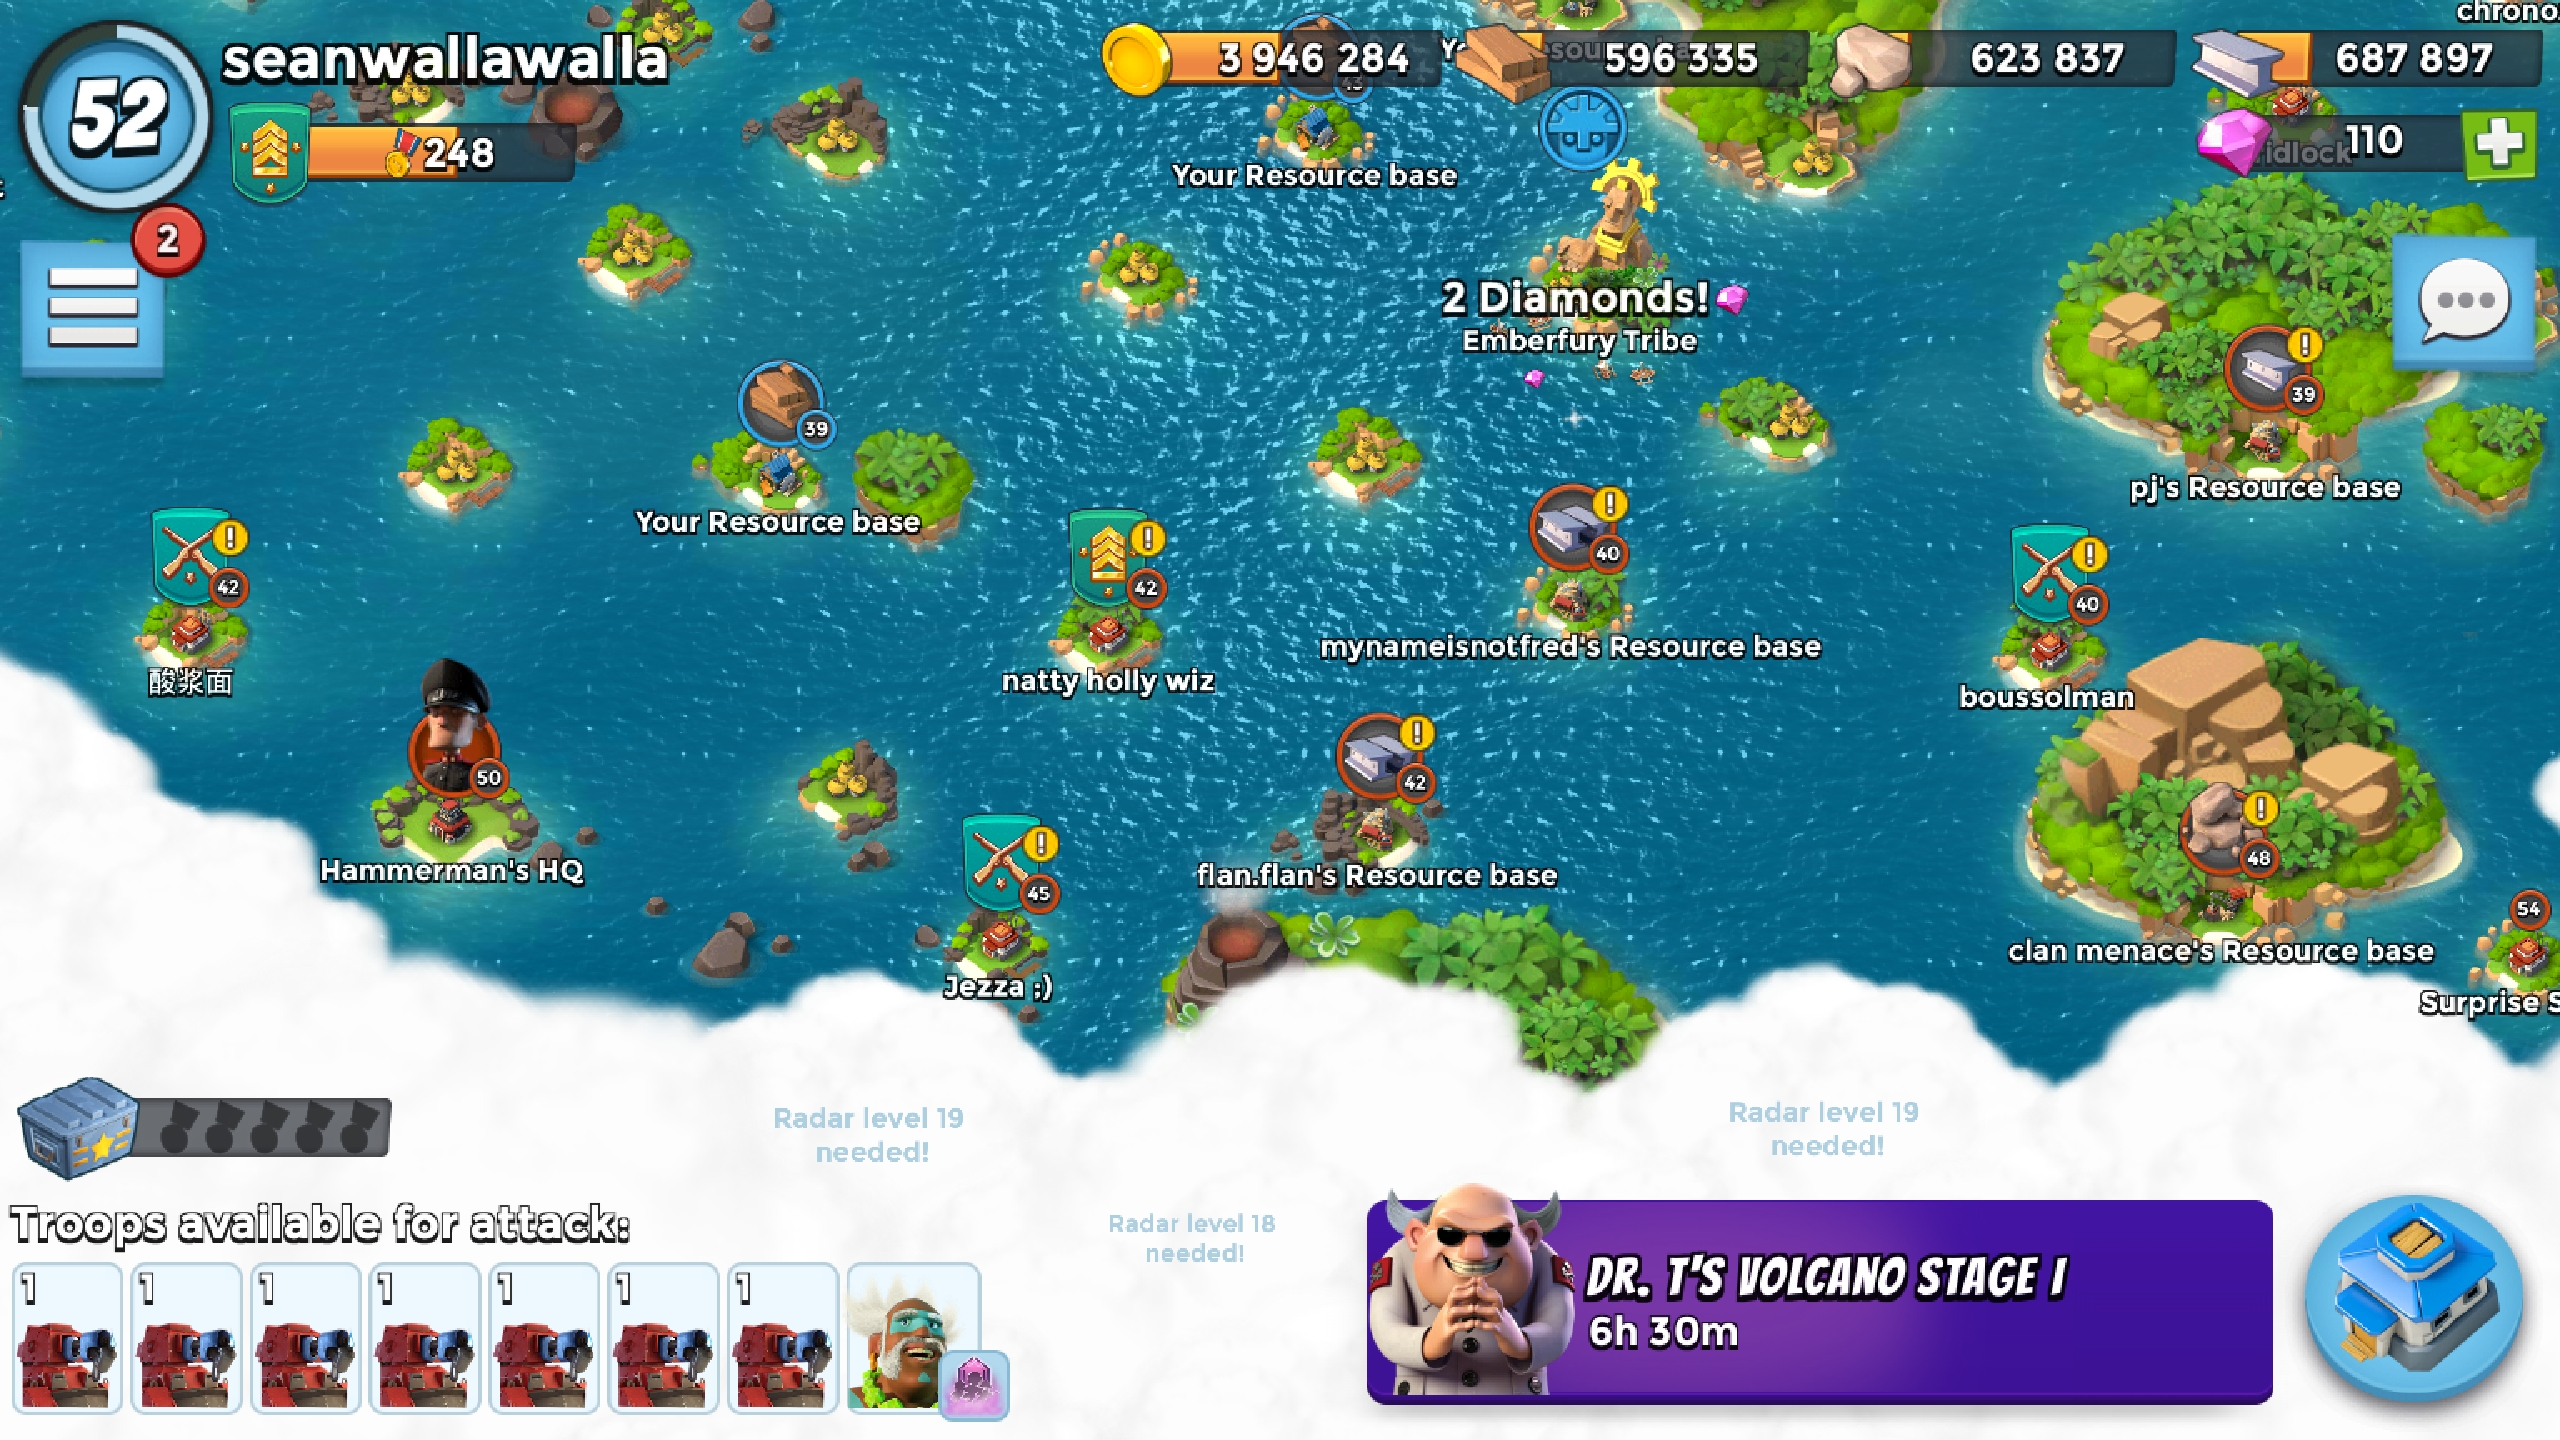 chrono
52
seanwallawalla
3 946 284
596 335
623 837
687 897
248
43
110
idlock
Your Resource base
2
2 Diamonds!
Emberfury Tribe
39
Your Resource base
39
pj's Resource base
42
酸浆面
42
natty holly wiz
40
mynameisnotfred's Resource base
40
boussolman
50
Hammerman's HQ
42
flan.flan's Resource base
48
clan menace's Resource base
45
Jezza ;)
54
Surprise S
Radar level 19
needed!
Radar level 19
needed!
Radar level 18
needed!
Troops available for attack:
1 1 1 1 1 1 1
DR. T'S VOLCANO STAGE I
6h 30m